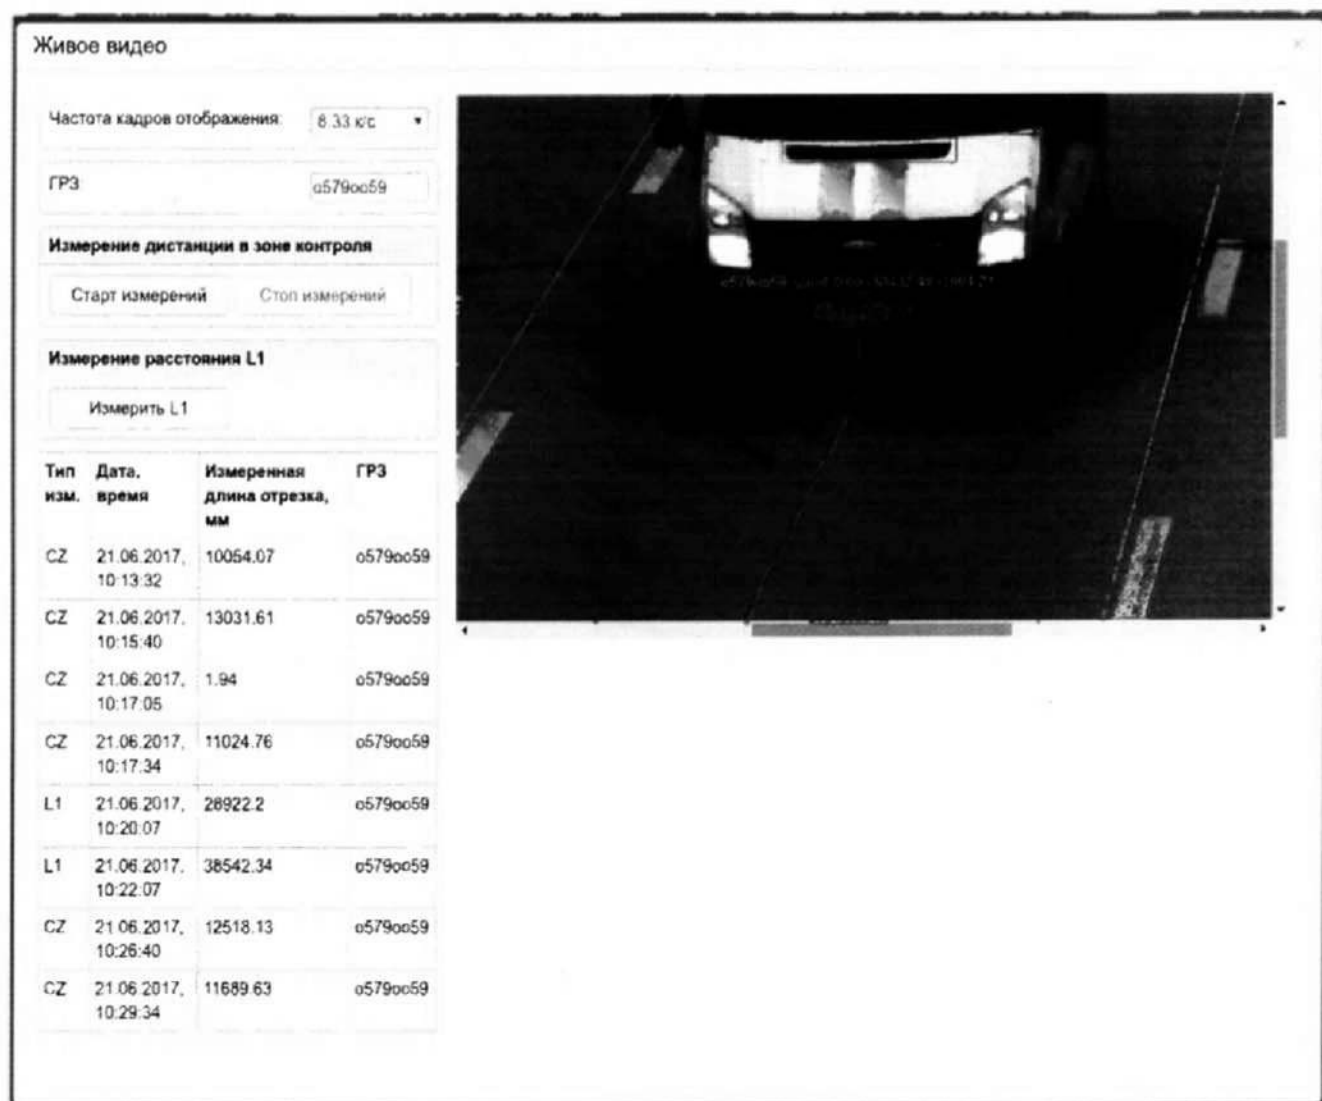 Живое видео
×
Частота кадров отображения: 8.33 к/с
ГРЗ о579оо59
Измерение дистанции в зоне контроля
Старт измерений Стоп измерений
Измерение расстояния L1
Измерить L1
Тип Дата, Измеренная ГРЗ
изм. время длина отрезка,
мм
CZ 21.06.2017, 10054.07 о579оо59
10:13:32
CZ 21.06.2017, 13031.61 о579оо59
10:15:40
CZ 21.06.2017, 1.94 о579оо59
10:17:05
CZ 21.06.2017, 11024.76 о579оо59
10:17:34
L1 21.06.2017, 28922.2 о579оо59
10:20:07
L1 21.06.2017, 38542.34 о579оо59
10:22:07
CZ 21.06.2017, 12518.13 о579оо59
10:26:40
CZ 21.06.2017, 11689.63 о579оо59
10:29:34